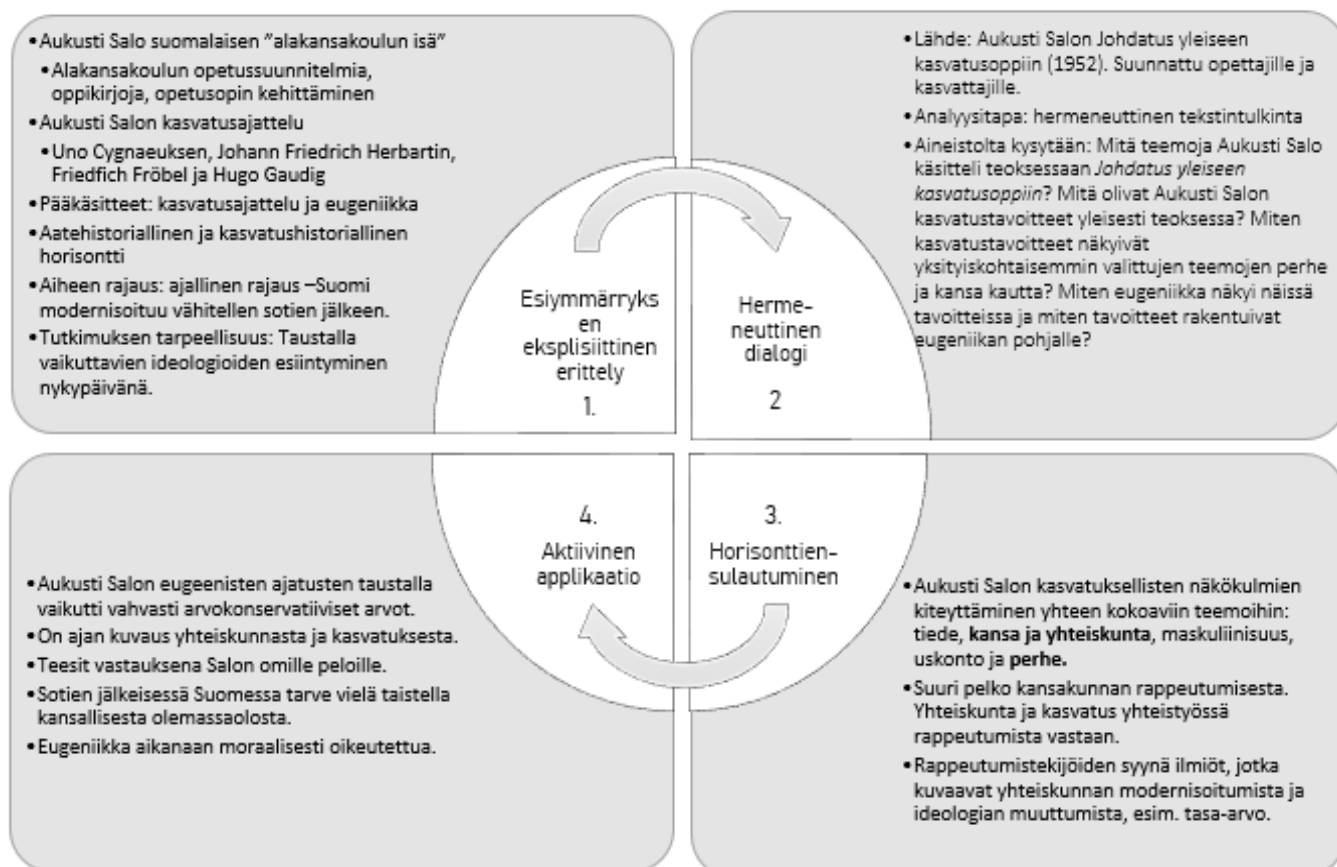 •Aukusti Salo suomalaisen ”alakansakoulun isä”
•Alakansakoulun opetussuunnitelmia,
oppikirjoja, opetusopin kehittäminen
•Aukusti Salon kasvatusajattelu
•Uno Cygnaeuksen, Johann Friedrich Herbartin,
Friedfich Fröbel ja Hugo Gaudig
•Pääkäsitteet: kasvatusajattelu ja eugeniikka
•Aatehistoriallinen ja kasvatushistoriallinen
horisontti
•Aiheen rajaus: ajallinen rajaus –Suomi
modernisoituu vähitellen sotien jälkeen.
•Tutkimuksen tarpeellisuus: Taustalla
vaikuttavien ideologioiden esiintyminen
nykypäivänä.
Esiymmärryks
en
eksplisiittinen
erittely
1.
•Lähde: Aukusti Salon Johdatus yleiseen
kasvatusoppiin (1952). Suunnattu opettajille ja
kasvattajille.
•Analyysitapa: hermeneuttinen tekstintulkinta
•Aineistolta kysytään: Mitä teemoja Aukusti Salo
käsitteli teoksessaan Johdatus yleiseen
kasvatusoppiin? Mitä olivat Aukusti Salon
kasvatustavoitteet yleisesti teoksessa? Miten
kasvatustavoitteet näkyivät
yksityiskohtaisemmin valittujen teemojen perhe
ja kansa kautta? Miten eugeniikka näkyi näissä
tavoitteissa ja miten tavoitteet rakentuivat
eugeniikan pohjalle?
Herme-
neuttinen
dialogi
2
3.
Horisonttien-
sulautuminen
•Aukusti Salon kasvatuksellisten näkökulmien
kiteyttäminen yhteen kokoaviin teemoihin:
tiede, kansa ja yhteiskunta, maskuliinisuus,
uskonto ja perhe.
•Suuri pelko kansakunnan rappeutumisesta.
Yhteiskunta ja kasvatus yhteistyössä
rappeutumista vastaan.
•Rappeutumistekijöiden syynä ilmiöt, jotka
kuvaavat yhteiskunnan modernisoitumista ja
ideologian muuttumista, esim. tasa-arvo.
4.
Aktiivinen
applikaatio
•Aukusti Salon eugeenisten ajatusten taustalla
vaikutti vahvasti arvokonservatiiviset arvot.
•On ajan kuvaus yhteiskunnasta ja kasvatuksesta.
•Teesit vastauksena Salon omille peloille.
•Sotien jälkeisessä Suomessa tarve vielä taistella
kansallisesta olemassaolosta.
•Eugeniikka aikanaan moraalisesti oikeutettua.